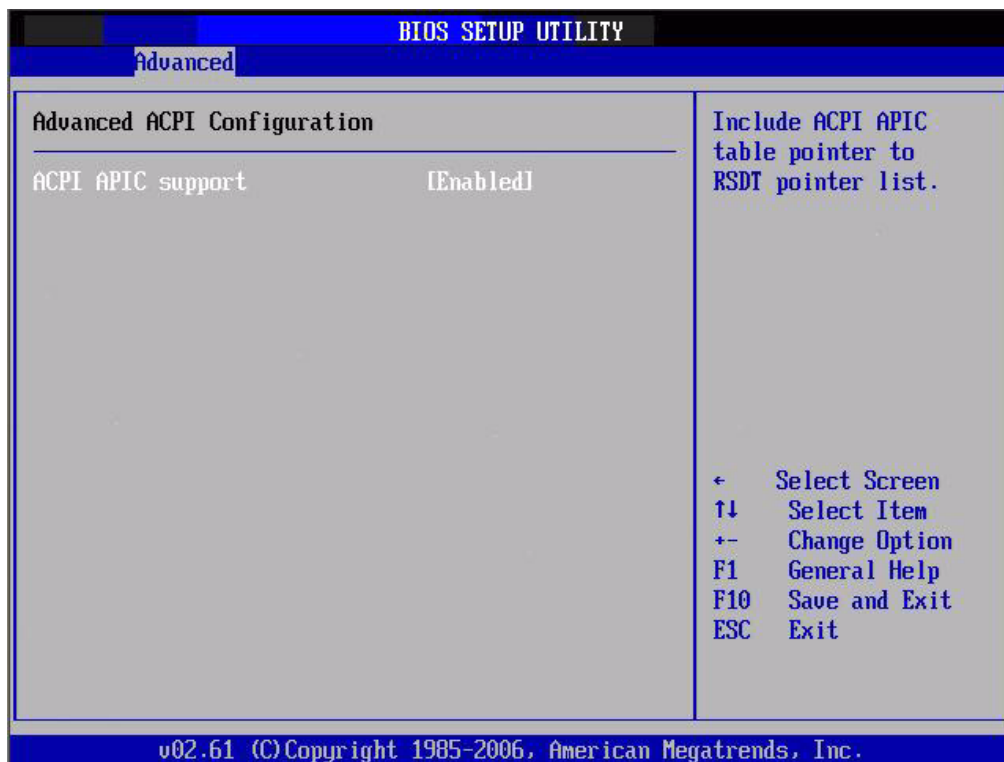 BIOS SETUP UTILITY
Advanced
Advanced ACPI Configuration
ACPI APIC support [Enabled]
Include ACPI APIC
table pointer to
RSDT pointer list.
← Select Screen
↑↓ Select Item
+- Change Option
F1 General Help
F10 Save and Exit
ESC Exit
v02.61 (C)Copyright 1985-2006, American Megatrends, Inc.